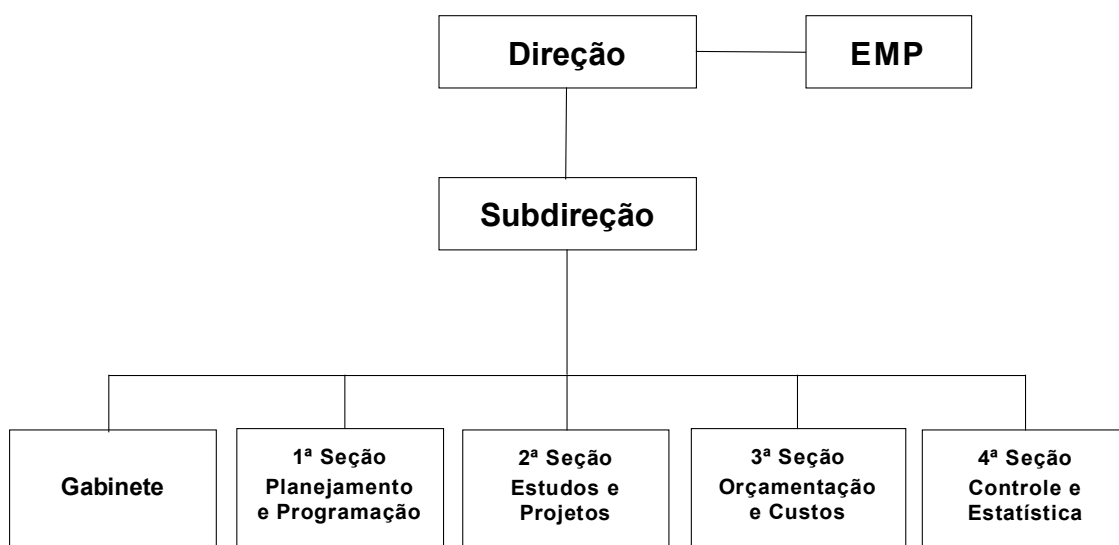 Direção
EMP
Subdireção
Gabinete
1ª Seção
Planejamento
e Programação
2ª Seção
Estudos e
Projetos
3ª Seção
Orçamentação
e Custos
4ª Seção
Controle e
Estatística